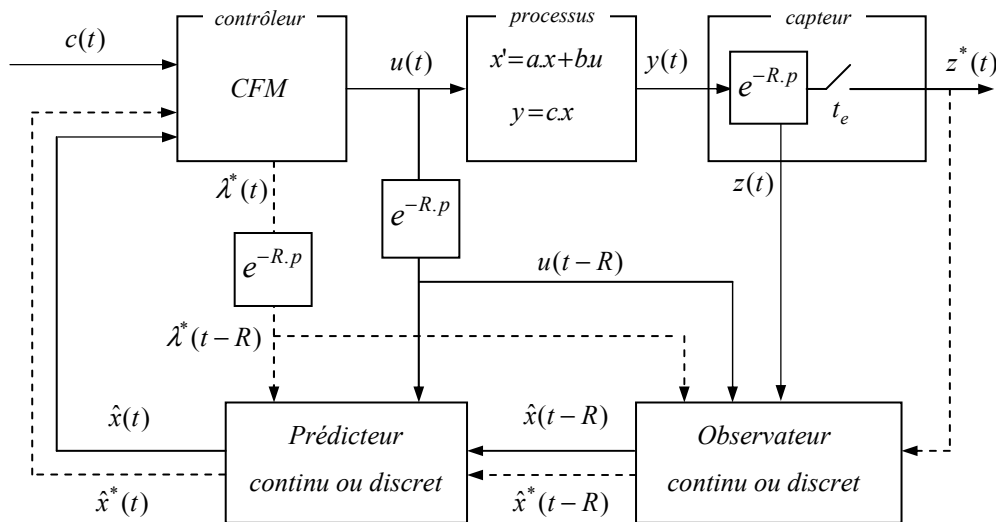 contrôleur
processus
capteur
c(t)
CFM
u(t)
x'=a.x+b.u
y=c.x
y(t)
e^{-R.p}
t_e
z^*(t)
z(t)
λ̂^*(t)
e^{-R.p}
e^{-R.p}
u(t−R)
λ^*(t−R)
x̂(t)
Prédicteur
continu ou discret
x̂(t−R)
Observateur
continu ou discret
x̂^*(t)
x̂^*(t−R)